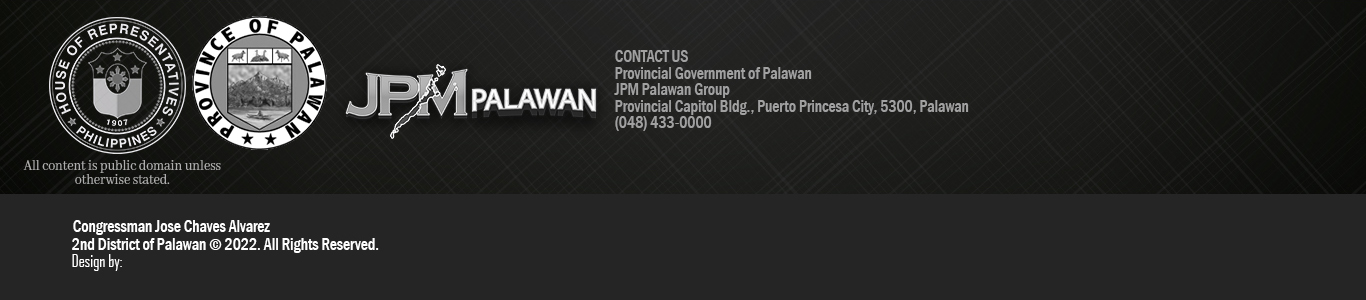 HOUSE OF REPRESENTATIVES
1907
PHILIPPINES
PROVINCE OF PALAWAN
JPM PALAWAN
CONTACT US
Provincial Government of Palawan
JPM Palawan Group
Provincial Capitol Bldg., Puerto Princesa City, 5300, Palawan
(048) 433-0000
All content is public domain unless
otherwise stated.
Congressman Jose Chaves Alvarez
2nd District of Palawan © 2022. All Rights Reserved.
Design by: